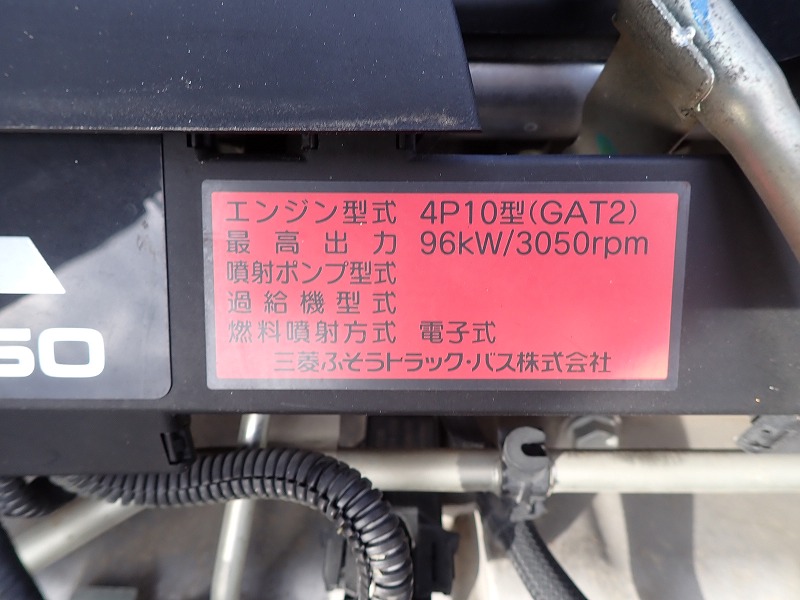 エンジン型式 4P10型(GAT2)
最高出力 96kW/3050rpm
噴射ポンプ型式
過給機型式
燃料噴射方式 電子式
三菱ふそうトラック・バス株式会社